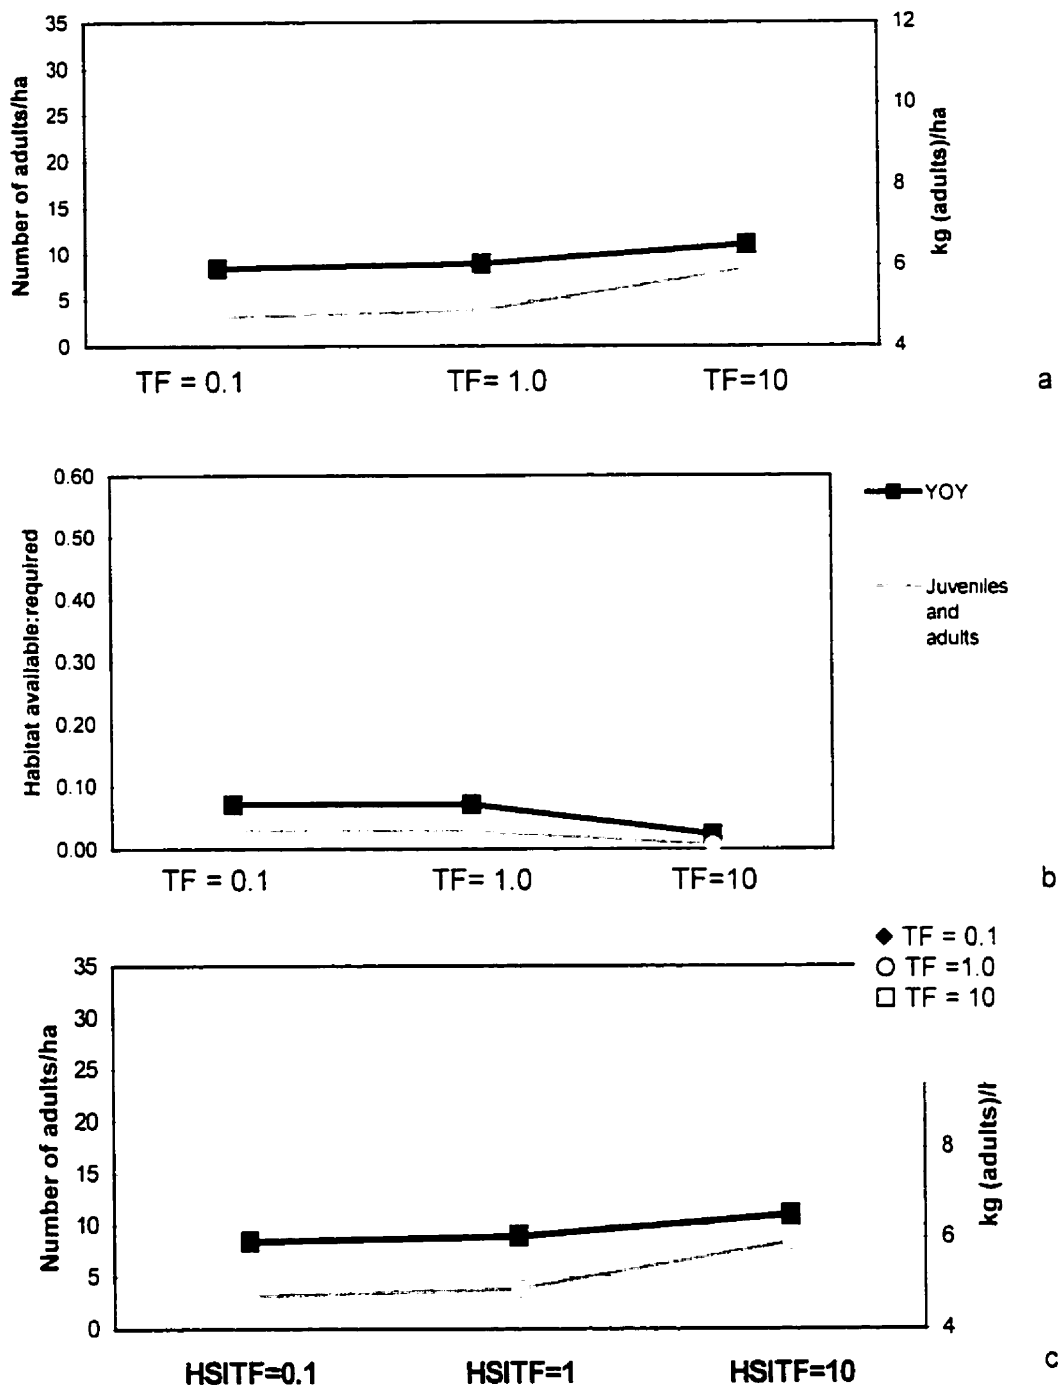 35
30
25
20
15
10
5
0
Number of adults/ha
12
10
8
6
4
kg (adults)/ha
TF = 0.1 TF= 1.0 TF=10
a
0.60
0.50
0.40
0.30
0.20
0.10
0.00
Habitat available:required
YOY
Juveniles
and
adults
TF = 0.1 TF= 1.0 TF=10
b
TF = 0.1
TF =1.0
TF = 10
35
30
25
20
15
10
5
0
Number of adults/ha
8
6
4
kg (adults)/
HSITF=0.1 HSITF=1 HSITF=10
c